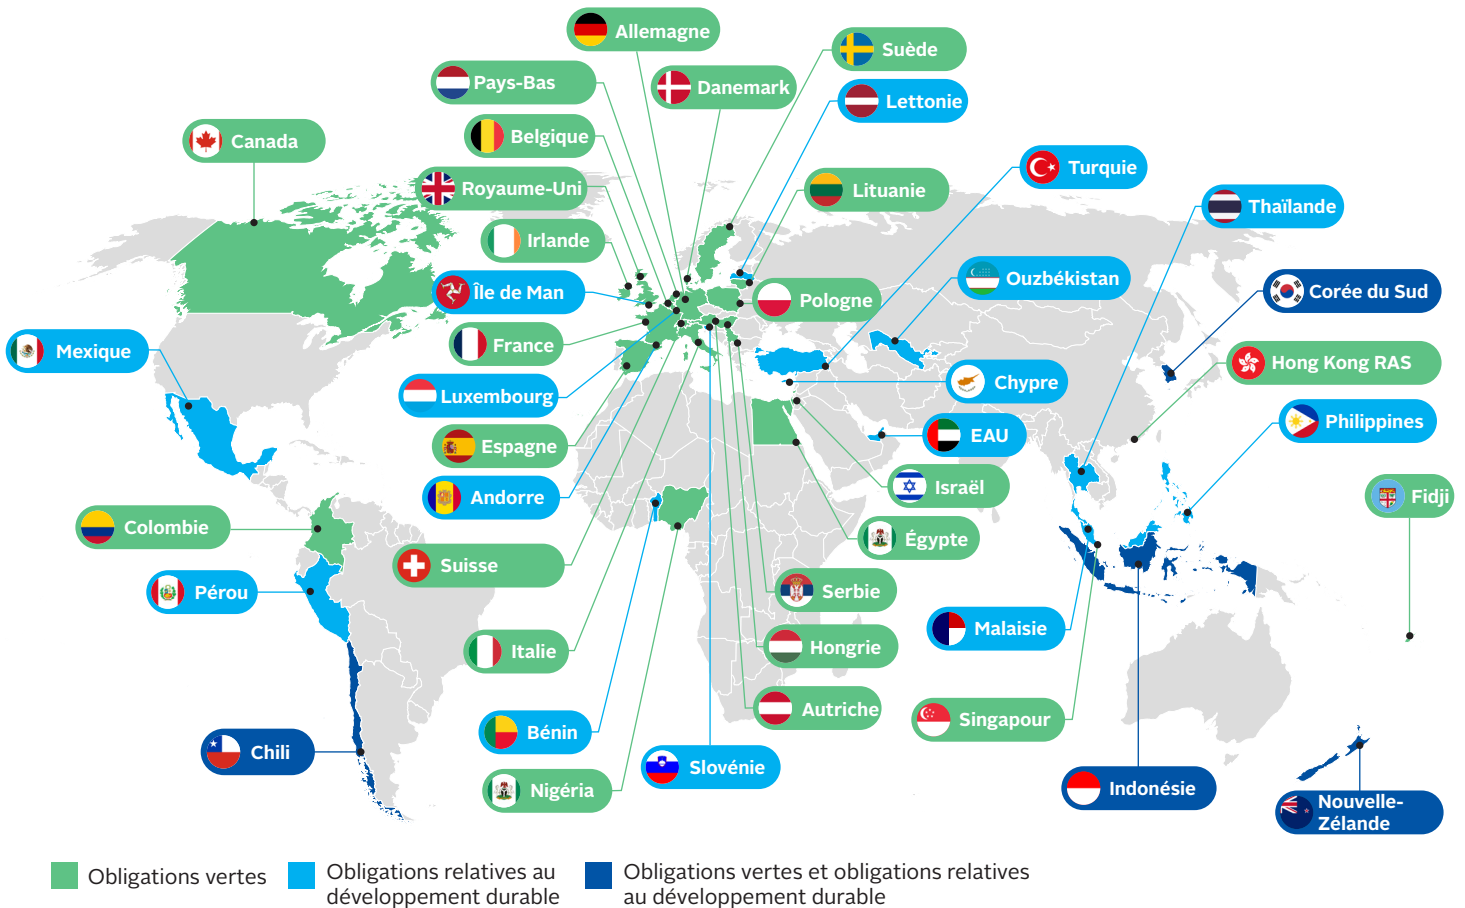 Allemagne
Suède
Pays-Bas
Danemark
Lettonie
Canada
Belgique
Turquie
Royaume-Uni
Lituanie
Thaïlande
Irlande
Ouzbékistan
Île de Man
Corée du Sud
Pologne
Mexique
France
Hong Kong RAS
Luxembourg
Chypre
Philippines
Espagne
EAU
Andorre
Israël
Fidji
Colombie
Égypte
Suisse
Pérou
Serbie
Malaisie
Italie
Hongrie
Autriche
Singapour
Bénin
Chili
Slovénie
Nigéria
Indonésie
Nouvelle-
Zélande
Obligations vertes
Obligations relatives au
développement durable
Obligations vertes et obligations relatives
au développement durable